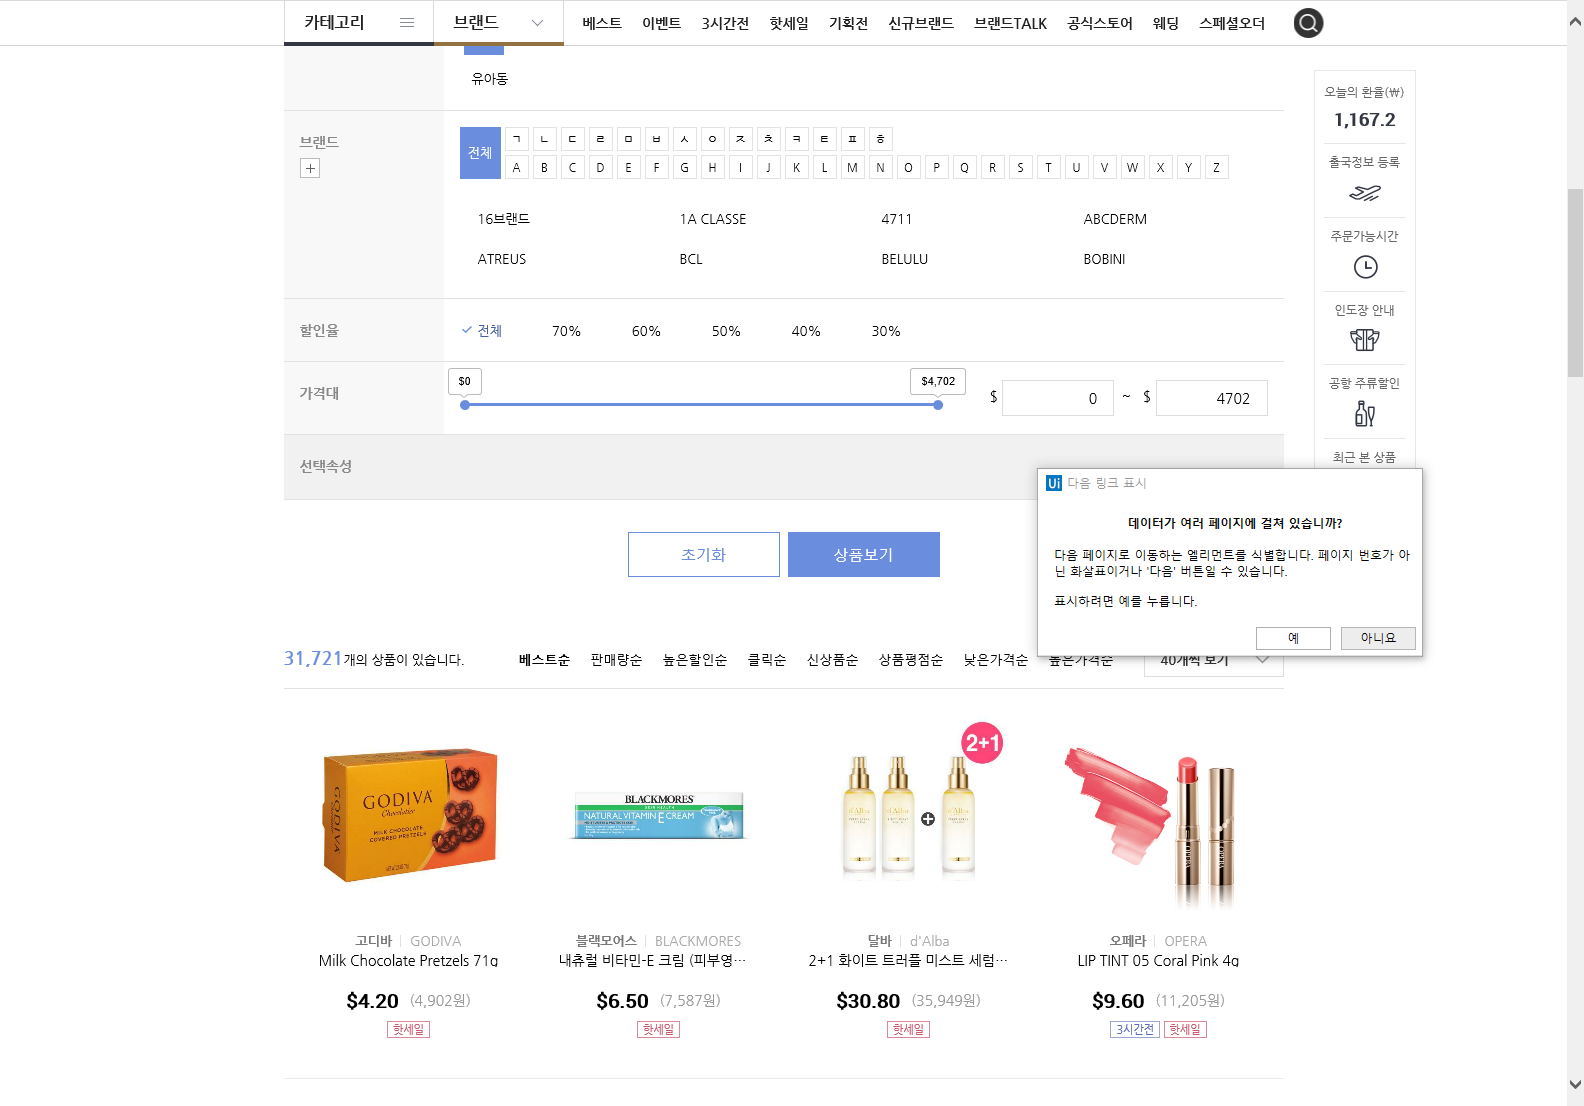 카테고리
브랜드
베스트 이벤트 3시간전 핫세일 기획전 신규브랜드 브랜드TALK 공식스토어 웨딩 스페셜오더
유아동
브랜드
전체
ㄱ ㄴ ㄷ ㄹ ㅁ ㅂ ㅅ ㅇ ㅈ ㅊ ㅋ ㅌ ㅍ ㅎ
A B C D E F G H I J K L M N O P Q R S T U V W X Y Z
16브랜드 1A CLASSE 4711 ABCDERM
ATREUS BCL BELULU BOBINI
할인율
전체 70% 60% 50% 40% 30%
가격대
$0 $4,702
$ 0 ~ $ 4702
선택속성
초기화 상품보기
오늘의 환율(₩)
1,167.2
출국정보 등록
주문가능시간
인도장 안내
공항 주류할인
최근 본 상품
Ui 다음 링크 표시
데이터가 여러 페이지에 걸쳐 있습니까?
다음 페이지로 이동하는 엘리먼트를 식별합니다. 페이지 번호가 아
닌 화살표이거나 '다음' 버튼일 수 있습니다.
표시하려면 예를 누릅니다.
예 아니요
31,721개의 상품이 있습니다.
베스트순 판매량순 높은할인순 클릭순 신상품순 상품평점순 낮은가격순 높은가격순
40개씩 보기
GODIVA
Chocolatier
MILK CHOCOLATE
COVERED PRETZELS
GODIVA
BLACKMORES
SKIN HEALTH
NATURAL VITAMIN E CREAM
2+1
d'Alba
d'Alba
고디바 GODIVA
Milk Chocolate Pretzels 71g
$4.20 (4,902원)
핫세일
블랙모어스 BLACKMORES
내츄럴 비타민-E 크림 (피부영…
$6.50 (7,587원)
핫세일
달바 d'Alba
2+1 화이트 트러플 미스트 세럼…
$30.80 (35,949원)
핫세일
오페라 OPERA
LIP TINT 05 Coral Pink 4g
$9.60 (11,205원)
3시간전 핫세일